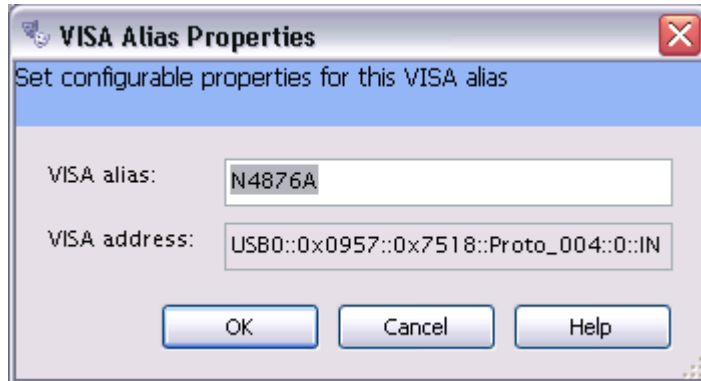 VISA Alias Properties
Set configurable properties for this VISA alias
VISA alias: N4876A
VISA address: USB0::0x0957::0x7518::Proto_004::0::IN
OK Cancel Help